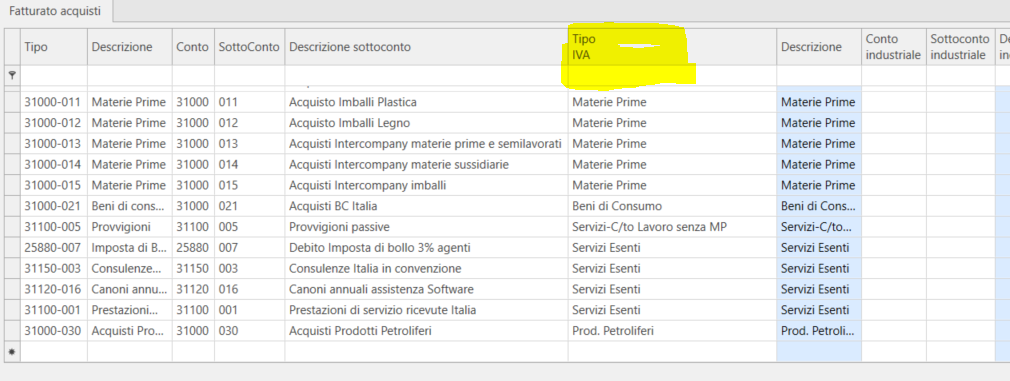 Fatturato acquisti
Tipo Descrizione Conto SottoConto Descrizione sottoconto Tipo IVA Descrizione Conto industriale Sottoconto industriale
31000-011 Materie Prime 31000 011 Acquisto Imballi Plastica Materie Prime Materie Prime
31000-012 Materie Prime 31000 012 Acquisto Imballi Legno Materie Prime Materie Prime
31000-013 Materie Prime 31000 013 Acquisti Intercompany materie prime e semilavorati Materie Prime Materie Prime
31000-014 Materie Prime 31000 014 Acquisti Intercompany materie sussidiarie Materie Prime Materie Prime
31000-015 Materie Prime 31000 015 Acquisti Intercompany imballi Materie Prime Materie Prime
31000-021 Beni di cons... 31000 021 Acquisti BC Italia Beni di Consumo Beni di Cons...
31100-005 Provvigioni 31100 005 Provvigioni passive Servizi-C/to Lavoro senza MP Servizi-C/to...
25880-007 Imposta di B... 25880 007 Debito Imposta di bollo 3% agenti Servizi Esenti Servizi Esenti
31150-003 Consulenze... 31150 003 Consulenze Italia in convenzione Servizi Esenti Servizi Esenti
31120-016 Canoni annu... 31120 016 Canoni annuali assistenza Software Servizi Esenti Servizi Esenti
31100-001 Prestazioni... 31100 001 Prestazioni di servizio ricevute Italia Servizi Esenti Servizi Esenti
31000-030 Acquisti Pro... 31000 030 Acquisti Prodotti Petroliferi Prod. Petroliferi Prod. Petroli...